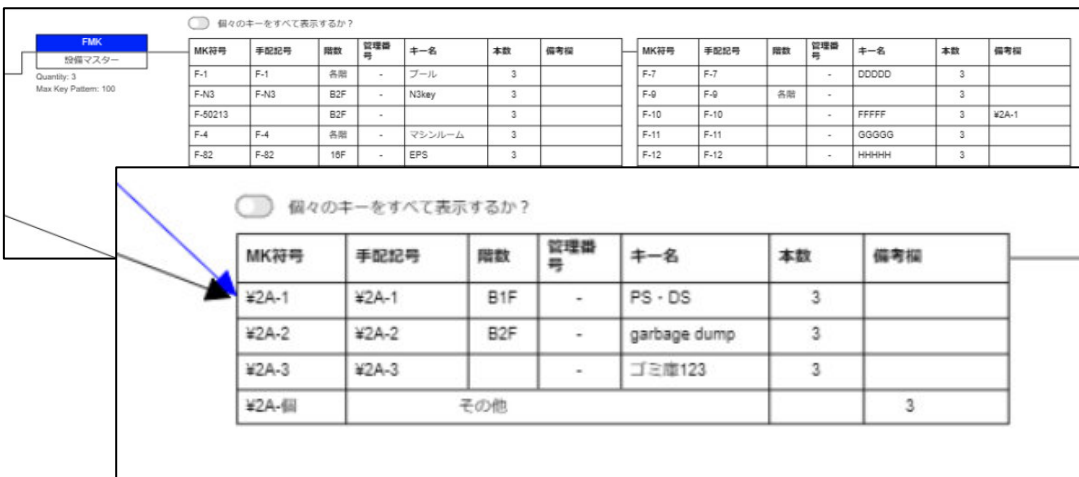 個々のキーをすべて表示するか？
FMK
設備マスター
Quantity: 3
Max Key Pattern: 100
MK符号 手配記号 階数 管理番号 キー名 本数 備考欄
F-1 F-1 各階 - プール 3
F-N3 F-N3 B2F - N3key 3
F-50213 B2F - 3
F-4 F-4 各階 - マシンルーム 3
F-82 F-82 16F - EPS 3
MK符号 手配記号 階数 管理番号 キー名 本数 備考欄
F-7 F-7 - DDDDD 3
F-9 F-9 各階 - 3
F-10 F-10 - FFFFF 3 ¥2A-1
F-11 F-11 - GGGGG 3
F-12 F-12 - HHHHH 3
個々のキーをすべて表示するか？
MK符号 手配記号 階数 管理番号 キー名 本数 備考欄
¥2A-1 ¥2A-1 B1F - PS・DS 3
¥2A-2 ¥2A-2 B2F - garbage dump 3
¥2A-3 ¥2A-3 - ゴミ庫123 3
¥2A-個 その他 3